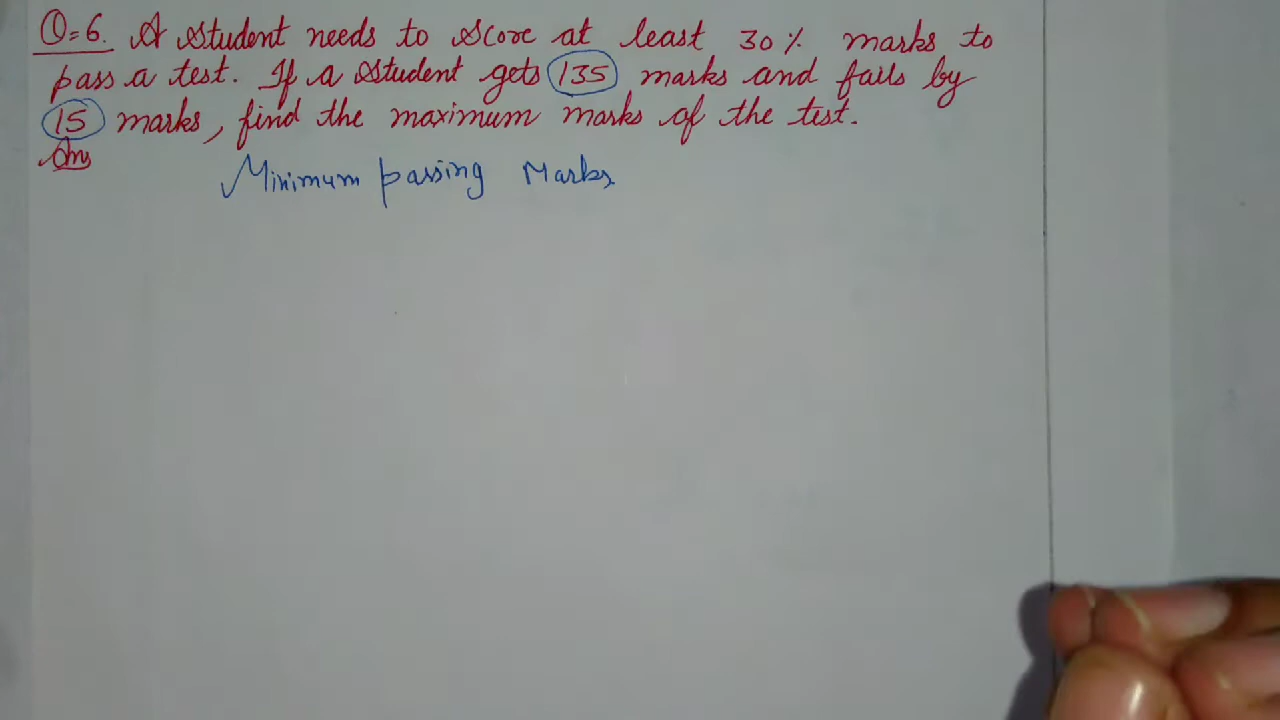 Q=6. A student needs to score at least 30% marks to
pass a test. If a student gets 135 marks and fails by
15 marks, find the maximum marks of the test.
Ans
Minimum passing Marks